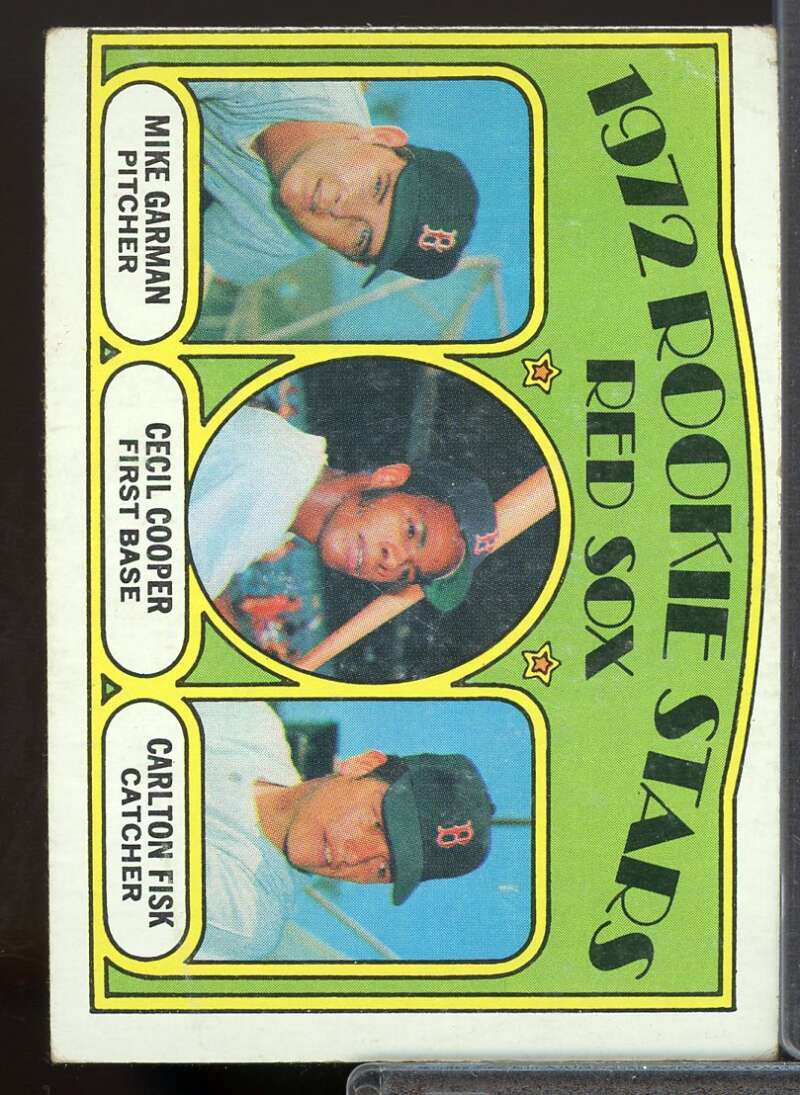 1972 ROOKIE STARS
RED SOX
B
B
B
MIKE GARMAN
PITCHER
CECIL COOPER
FIRST BASE
CARLTON FISK
CATCHER